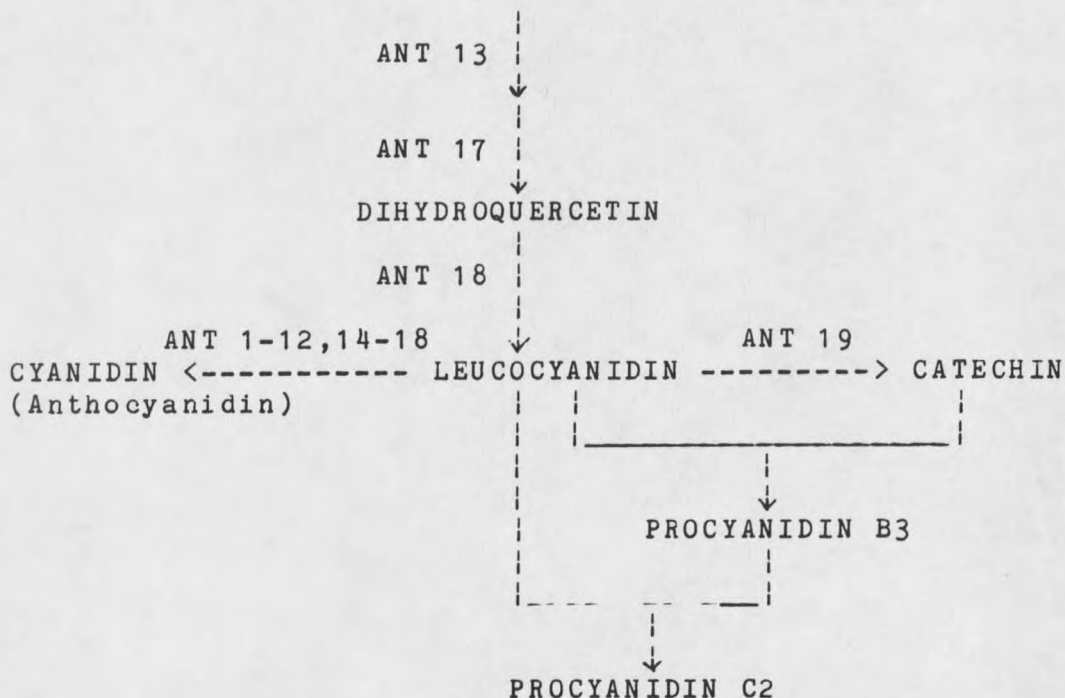 ANT 13
ANT 17
DIHYDROQUERCETIN
ANT 18
ANT 1-12,14-18 ANT 19
CYANIDIN <----------- LEUCOCYANIDIN --------> CATECHIN
(Anthocyanidin)
PROCYANIDIN B3
PROCYANIDIN C2